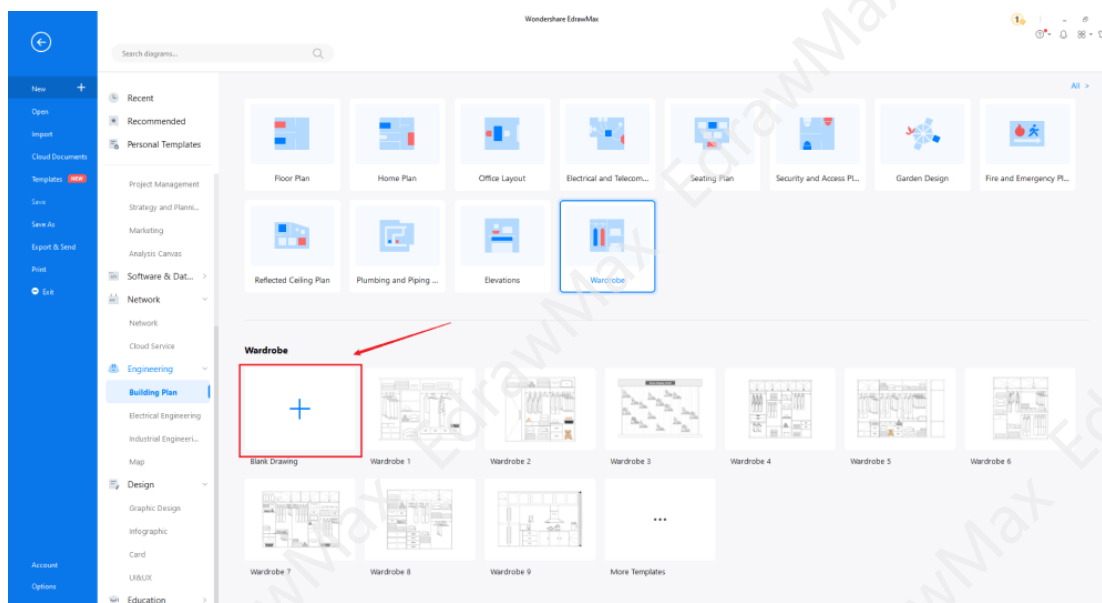 Wondershare EdrawMax
1
Search diagrams...
New +
Open
Import
Cloud Documents
Templates NEW
Save
Save As
Export & Send
Print
Exit
Account
Options
Recent
Recommended
Personal Templates
Project Management
Strategy and Planni...
Marketing
Analysis Canvas
Software & Dat...
Network
Network
Cloud Service
Engineering
Building Plan
Electrical Engineering
Industrial Engineeri...
Map
Design
Graphic Design
Infographic
Card
UI&UX
Education
All >
Floor Plan
Home Plan
Office Layout
Electrical and Telecom...
Seating Plan
Security and Access Pl...
Garden Design
Fire and Emergency Pl...
Reflected Ceiling Plan
Plumbing and Piping ...
Elevations
Wardrobe
Wardrobe
Blank Drawing
Wardrobe 1
Wardrobe 2
Wardrobe 3
Wardrobe 4
Wardrobe 5
Wardrobe 6
Wardrobe 7
Wardrobe 8
Wardrobe 9
...
More Templates
EdrawMax
EdrawMax